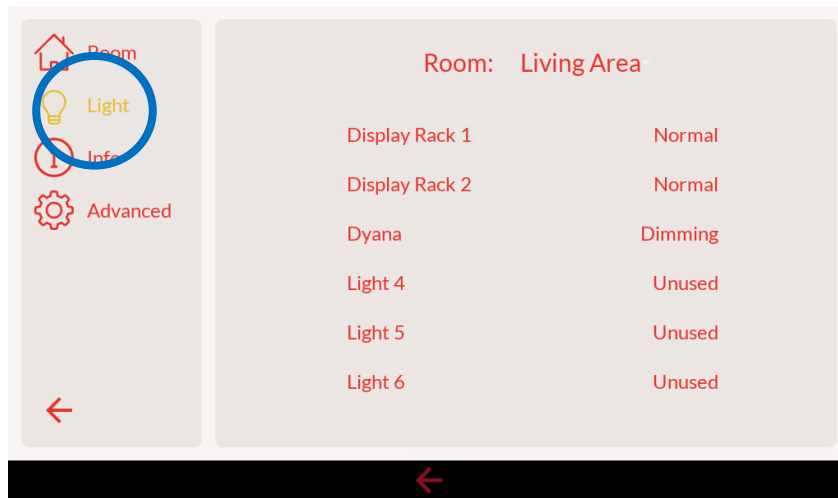 Room
Light
Info
Advanced
Room: Living Area
Display Rack 1 Normal
Display Rack 2 Normal
Dyana Dimming
Light 4 Unused
Light 5 Unused
Light 6 Unused